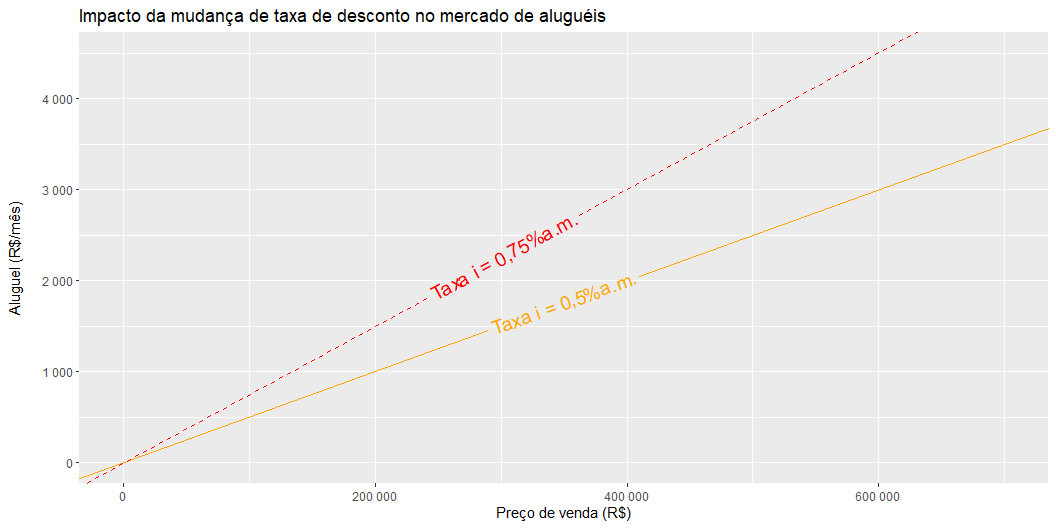 Impacto da mudança de taxa de desconto no mercado de aluguéis
Aluguel (R$/mês)
4 000
3 000
2 000
1 000
0
Taxa i = 0,75%a.m.
Taxa i = 0,5%a.m.
0
200 000
400 000
600 000
Preço de venda (R$)